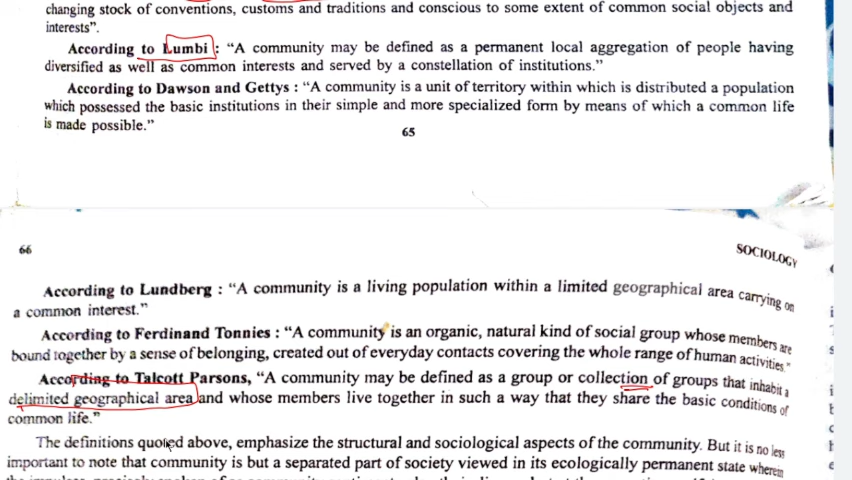 changing stock of conventions, customs and traditions and conscious to some extent of common social objects and
interests”.
According to Lumbi : “A community may be defined as a permanent local aggregation of people having
diversified as well as common interests and served by a constellation of institutions.”
According to Dawson and Gettys : “A community is a unit of territory within which is distributed a population
which possessed the basic institutions in their simple and more specialized form by means of which a common life
is made possible.”
65
66
SOCIOLOGY
According to Lundberg : “A community is a living population within a limited geographical area carrying on
a common interest.”
According to Ferdinand Tonnies : “A community is an organic, natural kind of social group whose members are
bound together by a sense of belonging, created out of everyday contacts covering the whole range of human activities.”
According to Talcott Parsons, “A community may be defined as a group or collection of groups that inhabit a
delimited geographical area and whose members live together in such a way that they share the basic conditions of
common life.”
The definitions quoted above, emphasize the structural and sociological aspects of the community. But it is no less
important to note that community is but a separated part of society viewed in its ecologically permanent state wherein